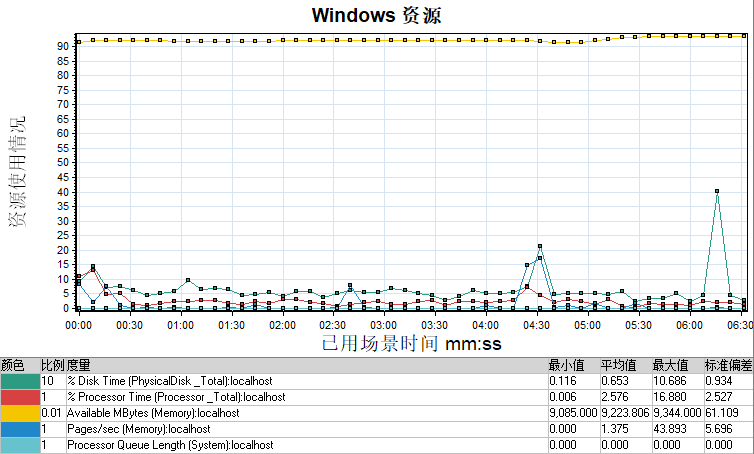 Windows 资源
资源使用情况
90
85
80
75
70
65
60
55
50
45
40
35
30
25
20
15
10
5
0
00:00 00:30 01:00 01:30 02:00 02:30 03:00 03:30 04:00 04:30 05:00 05:30 06:00 06:30
已用场景时间 mm:ss
颜色 比例 度量 最小值 平均值 最大值 标准偏差
10 % Disk Time (PhysicalDisk _Total):localhost 0.116 0.653 10.686 0.934
1 % Processor Time (Processor _Total):localhost 0.006 2.576 16.880 2.527
0.01 Available MBytes (Memory):localhost 9,085.000 9,223.806 9,344.000 61.109
1 Pages/sec (Memory):localhost 0.000 1.375 43.893 5.696
1 Processor Queue Length (System):localhost 0.000 0.000 0.000 0.000